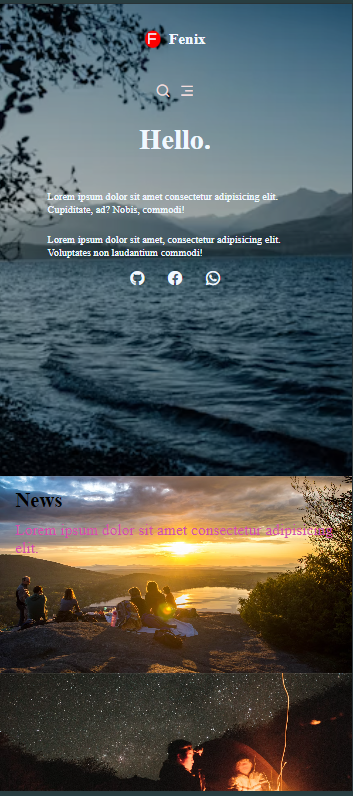 F Fenix
Hello.
Lorem ipsum dolor sit amet consectetur adipisicing elit.
Cupiditate, ad? Nobis, commodi!
Lorem ipsum dolor sit amet, consectetur adipisicing elit.
Voluptates non laudantium commodi!
News
Lorem ipsum dolor sit amet consectetur adipisicing
elit.